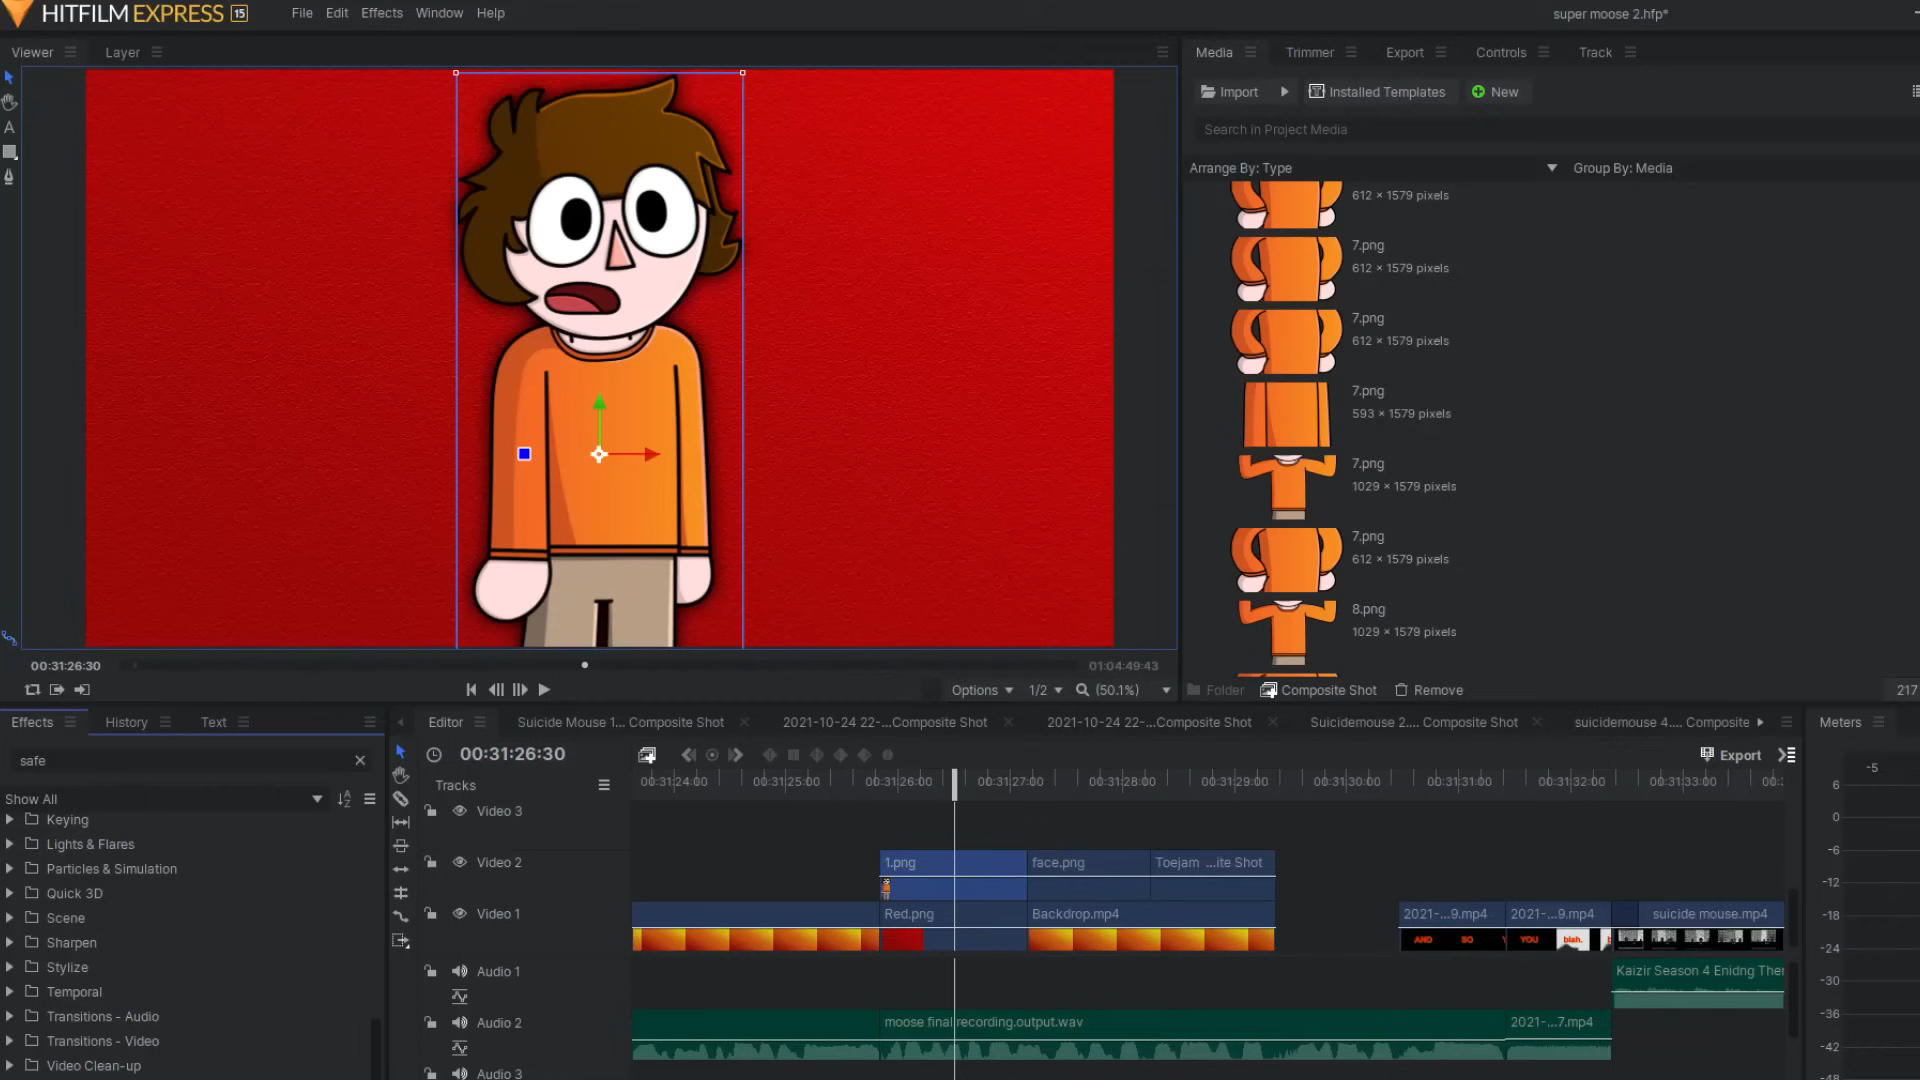 HITFILM EXPRESS 15 File Edit Effects Window Help super moose 2.hfp*
Viewer Layer Media Trimmer Export Controls Track
Import Installed Templates New
Search in Project Media
Arrange By: Type Group By: Media
612 × 1579 pixels
7.png
612 × 1579 pixels
7.png
612 × 1579 pixels
7.png
593 × 1579 pixels
7.png
1029 × 1579 pixels
7.png
612 × 1579 pixels
8.png
1029 × 1579 pixels
A
00:31:26:30 01:04:49:43
Options 1/2 (50.1%) Folder Composite Shot Remove 217
Effects History Text
safe
Show All
Keying
Lights & Flares
Particles & Simulation
Quick 3D
Scene
Sharpen
Stylize
Temporal
Transitions - Audio
Transitions - Video
Video Clean-up
Editor Suicide Mouse 1... Composite Shot 2021-10-24 22-...Composite Shot 2021-10-24 22-...Composite Shot Suicidemouse 2.... Composite Shot suicidemouse 4.... Composite
00:31:26:30 Export
Tracks 00:31:24:00 00:31:25:00 00:31:26:00 00:31:27:00 00:31:28:00 00:31:29:00 00:31:30:00 00:31:31:00 00:31:32:00 00:31:33:00
Video 3
Video 2 1.png face.png Toejam ...ite Shot
Video 1 Red.png Backdrop.mp4 2021-...9.mp4 2021-...9.mp4 suicide mouse.mp4
AND SO YOU blah.
Audio 1 Kaizir Season 4 Enidng Ther
Audio 2 moose final recording.output.wav 2021-...7.mp4
Audio 3
Meters
-5
6
0
-6
-12
-18
-24
-30
-36
-42
-48